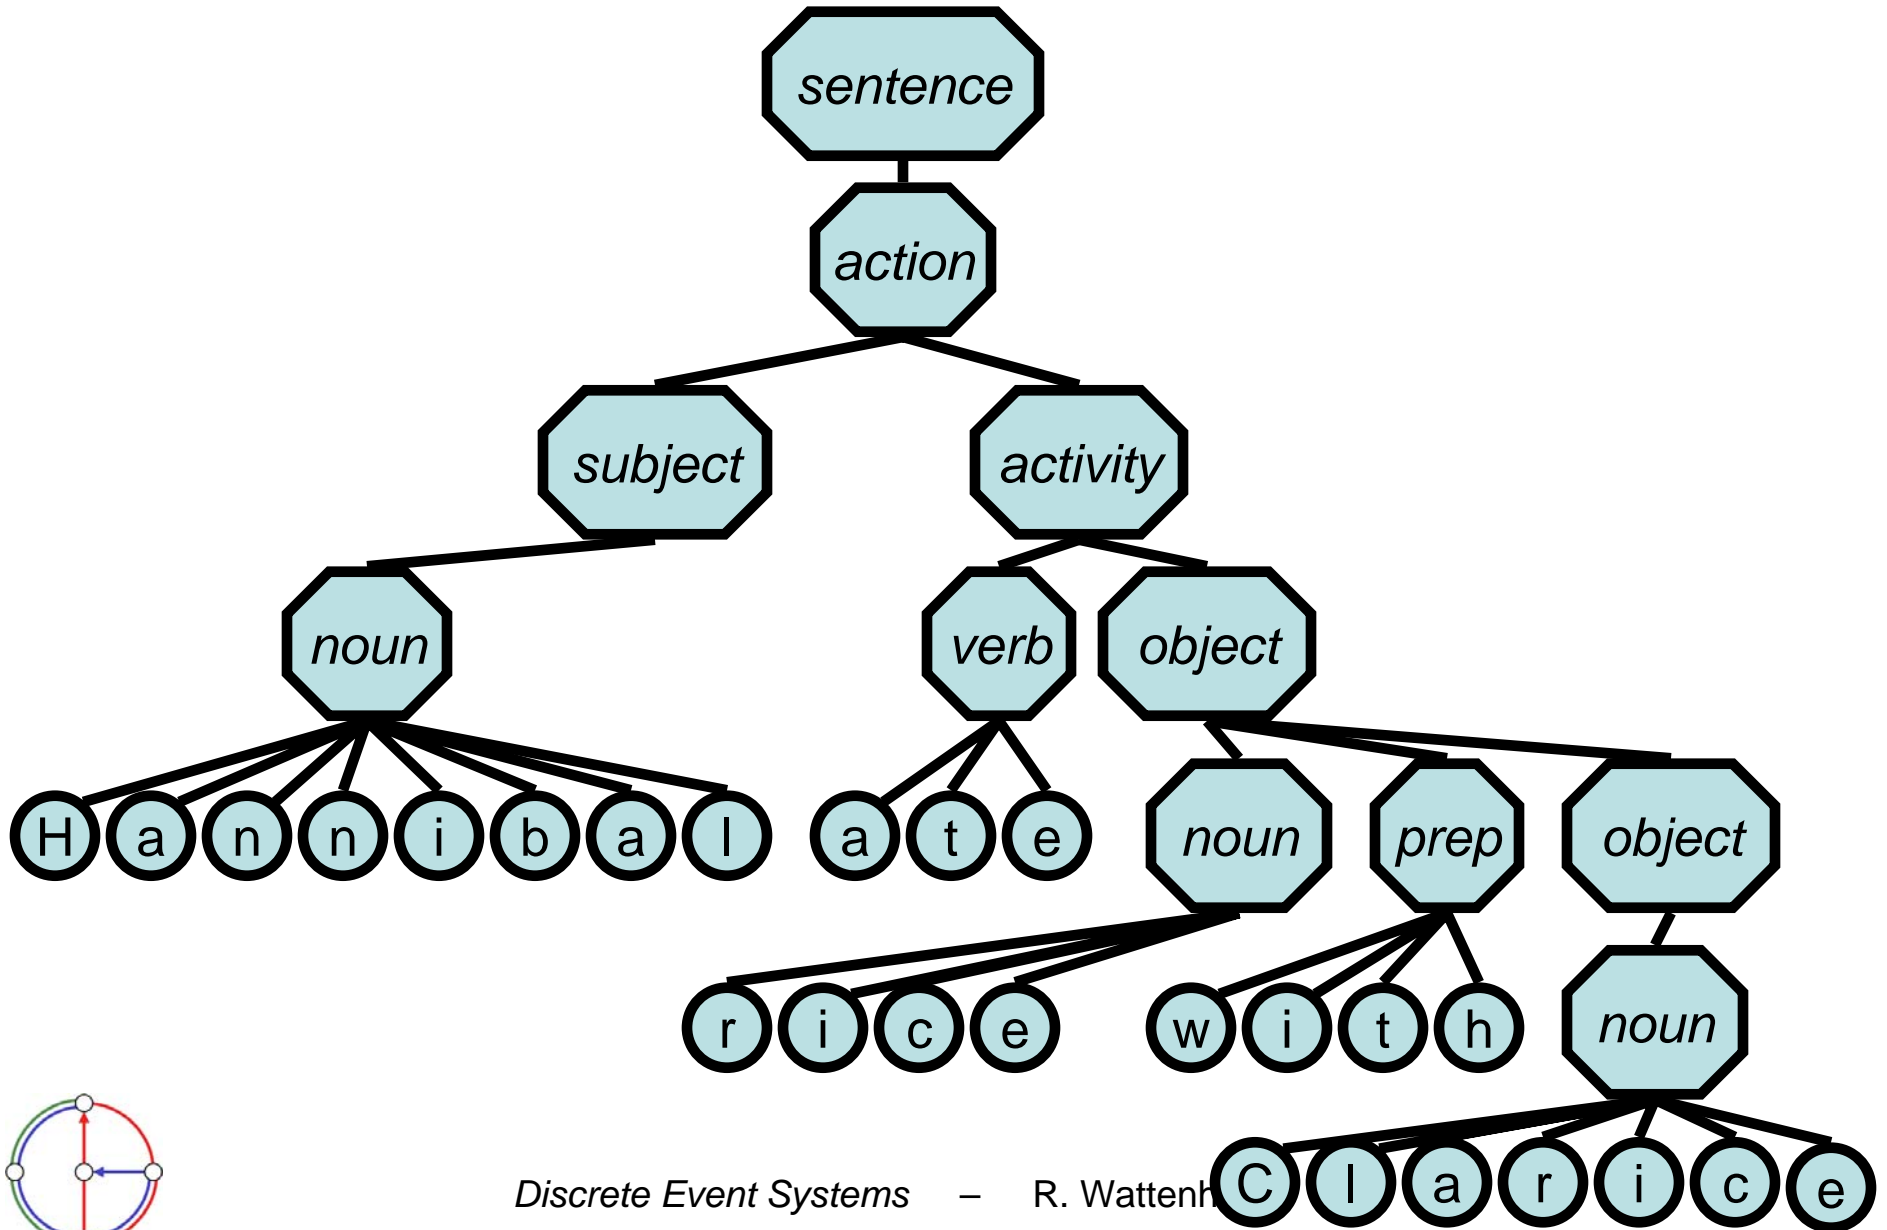 sentence
action
subject activity
noun verb object
H a n n i b a l a t e noun prep object
r i c e w i t h noun
Discrete Event Systems – R. Wattenh C l a r i c e